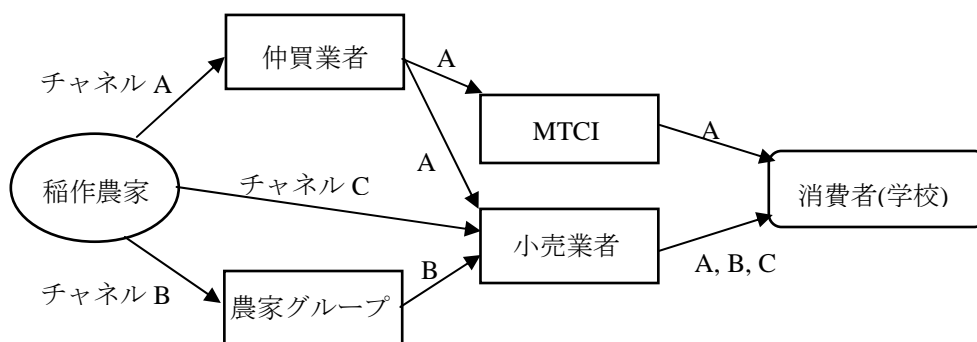 仲買業者
A
チャネル A
MTCI
A
A
稲作農家
チャネル C
消費者(学校)
小売業者
A, B, C
B
チャネル B
農家グループ